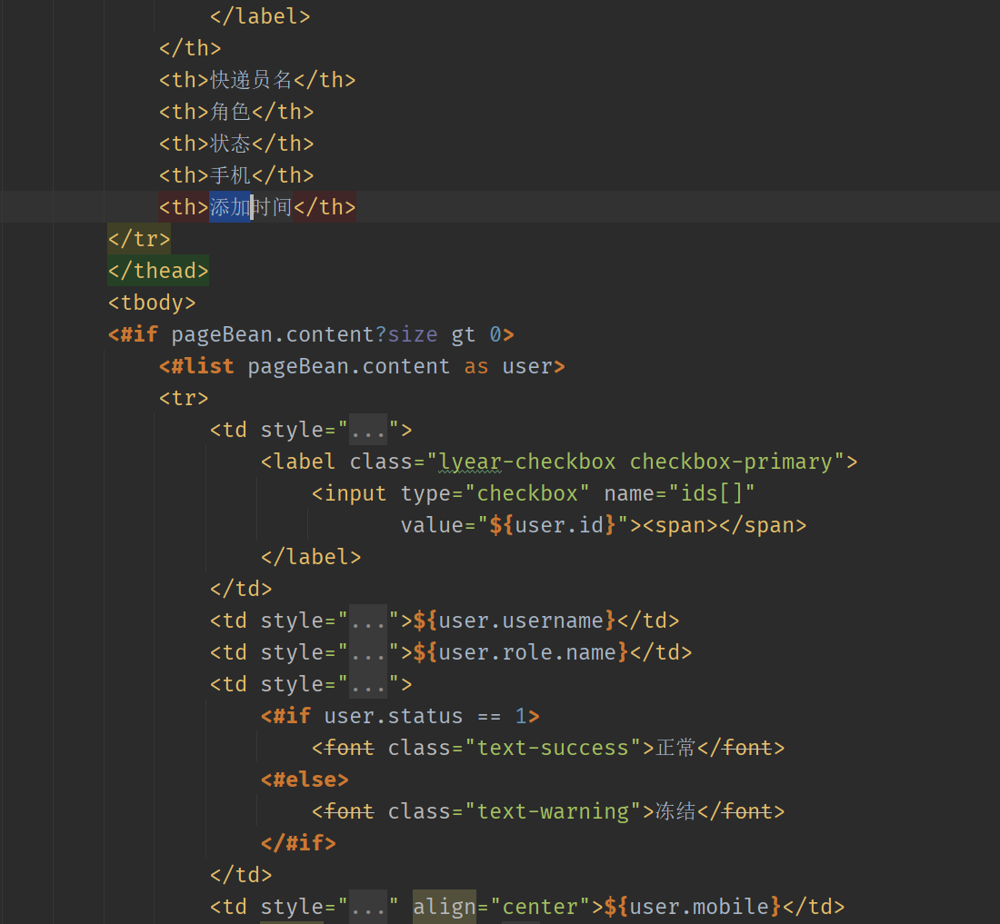 </label>
</th>
<th>快递员名</th>
<th>角色</th>
<th>状态</th>
<th>手机</th>
<th>添加时间</th>
</tr>
</thead>
<tbody>
<#if pageBean.content?size gt 0>
<#list pageBean.content as user>
<tr>
<td style="...">
<label class="lyear-checkbox checkbox-primary">
<input type="checkbox" name="ids[]"
value="${user.id}"><span></span>
</label>
</td>
<td style="...">${user.username}</td>
<td style="...">${user.role.name}</td>
<td style="...">
<#if user.status == 1>
<font class="text-success">正常</font>
<#else>
<font class="text-warning">冻结</font>
</#if>
</td>
<td style="..." align="center">${user.mobile}</td>